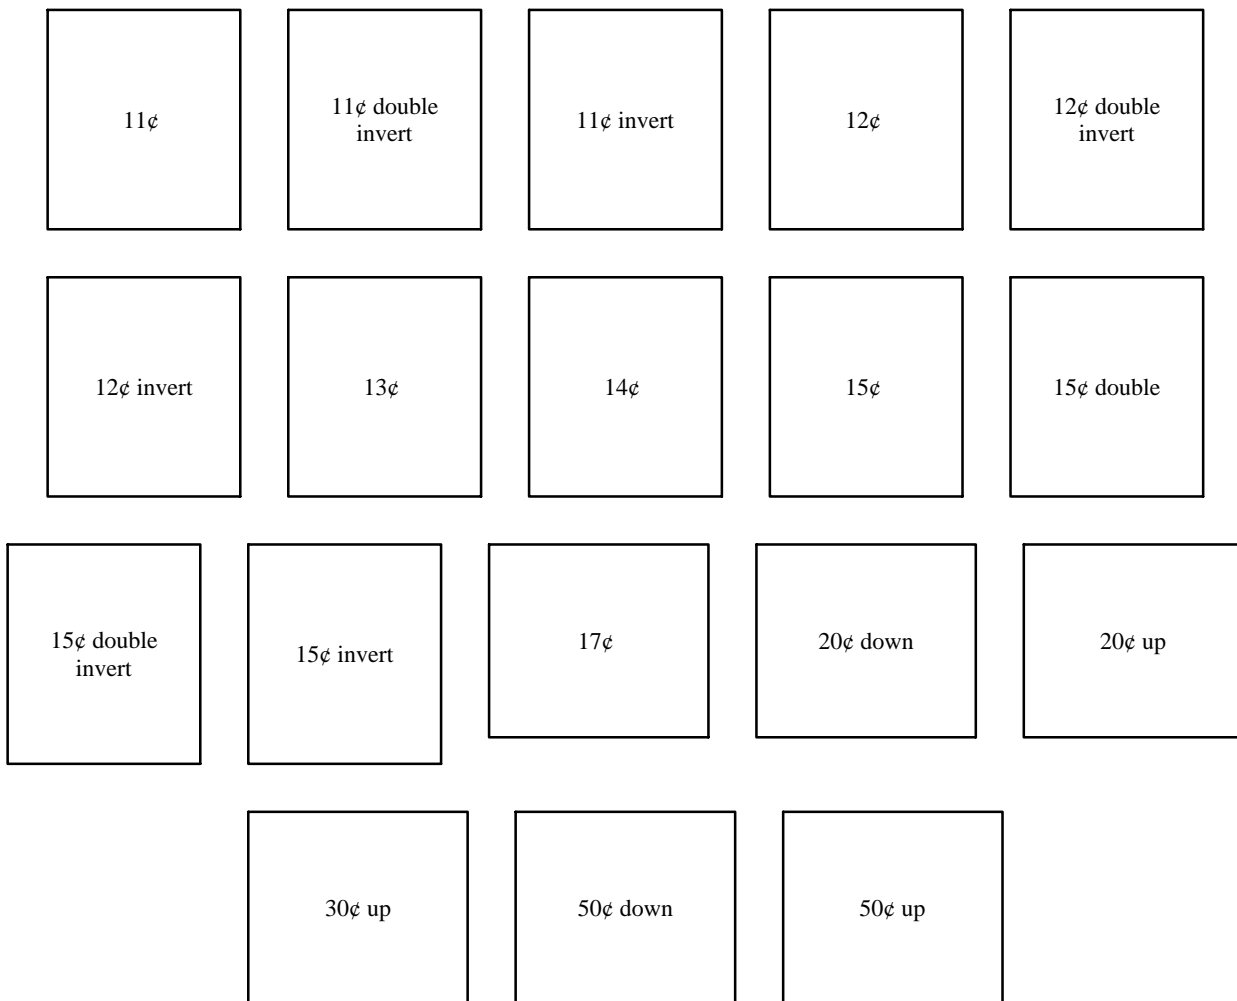 11¢
11¢ double
invert
11¢ invert
12¢
12¢ double
invert
12¢ invert
13¢
14¢
15¢
15¢ double
15¢ double
invert
15¢ invert
17¢
20¢ down
20¢ up
30¢ up
50¢ down
50¢ up